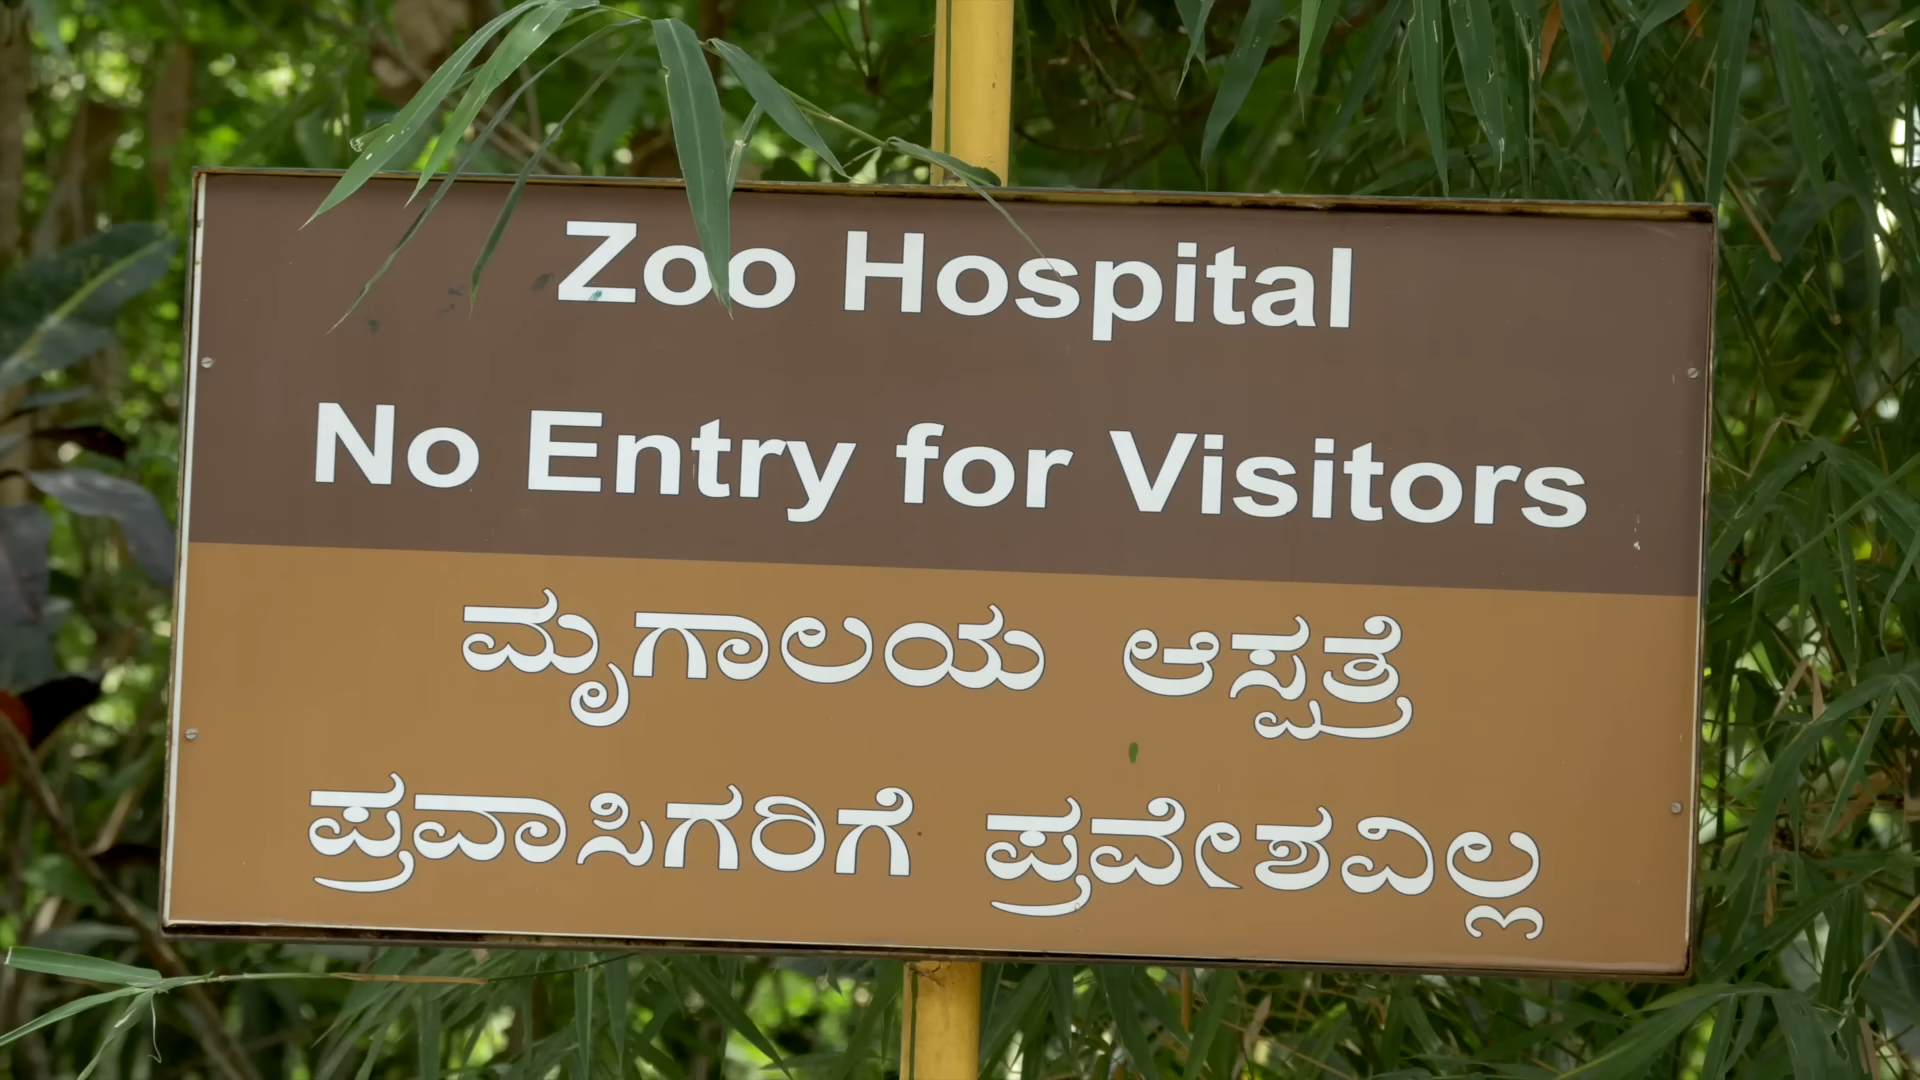 Zoo Hospital
No Entry for Visitors
ಮೃಗಾಲಯ ಆಸ್ಪತ್ರೆ
ಪ್ರವಾಸಿಗರಿಗೆ ಪ್ರವೇಶವಿಲ್ಲ